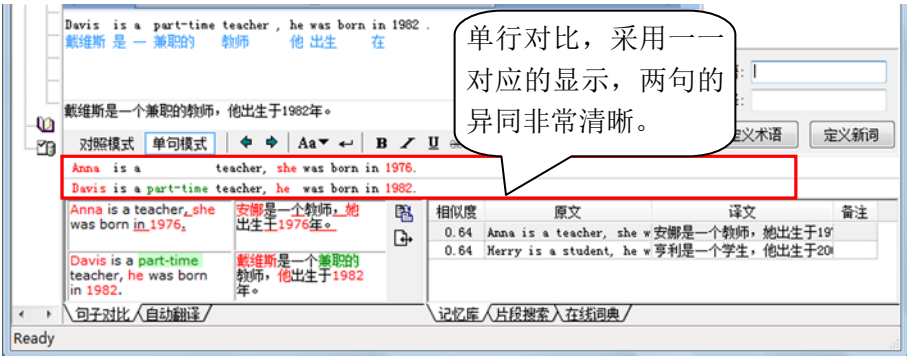 Davis is a part-time teacher , he was born in 1982 .
戴维斯 是 一 兼职的 教师 他 出生 在
单行对比，采用一一
对应的显示，两句的
异同非常清晰。
戴维斯是一个兼职的教师，他出生于1982年。
对照模式 单句模式 Aa B U
定义术语 定义新词
Anna is a teacher, she was born in 1976.
Davis is a part-time teacher, he was born in 1982.
Anna is a teacher, she
was born in 1976.
安娜是一个教师，她
出生于1976年。
Davis is a part-time
teacher, he was born
in 1982.
戴维斯是一个兼职的
教师，他出生于1982
年。
相似度 原文 译文 备注
0.64 Anna is a teacher, she w 安娜是一个教师，她出生于19
0.64 Herry is a student, he w 亨利是一个学生，他出生于20
句子对比 自动翻译
记忆库 片段搜索 在线词典
Ready